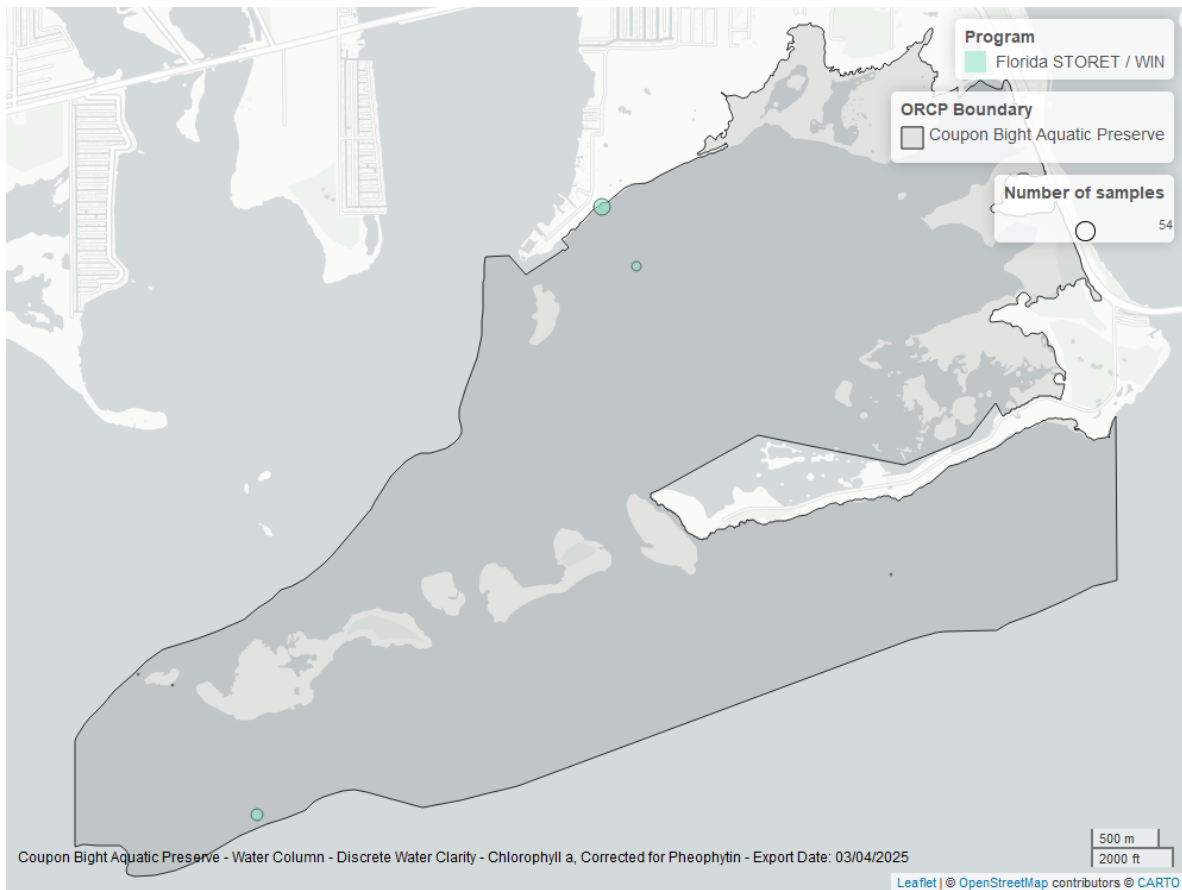 Program
Florida STORET / WIN
ORCP Boundary
Coupon Bight Aquatic Preserve
Number of samples
54
500 m
2000 ft
Coupon Bight Aquatic Preserve - Water Column - Discrete Water Clarity - Chlorophyll a, Corrected for Pheophytin - Export Date: 03/04/2025
Leaflet | © OpenStreetMap contributors © CARTO